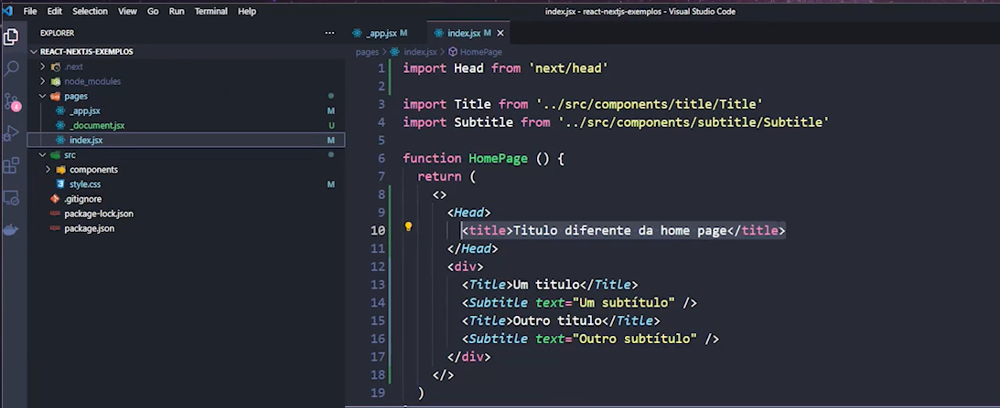 File Edit Selection View Go Run Terminal Help
index.jsx - react-nextjs-exemplos - Visual Studio Code
EXPLORER
REACT-NEXTJS-EXEMPLOS
.next
node_modules
pages
_app.jsx M
_document.jsx U
index.jsx M
src
components
style.css M
.gitignore
package-lock.json
package.json
4
_app.jsx M index.jsx M
pages > index.jsx > HomePage
1 import Head from 'next/head'
2
3 import Title from '../src/components/title/Title'
4 import Subtitle from '../src/components/subtitle/Subtitle'
5
6 function HomePage () {
7 return (
8 <>
9 <Head>
10 <title>Titulo diferente da home page</title>
11 </Head>
12 <div>
13 <Title>Um titulo</Title>
14 <Subtitle text="Um subtítulo" />
15 <Title>Outro titulo</Title>
16 <Subtitle text="Outro subtítulo" />
17 </div>
18 </>
19 )